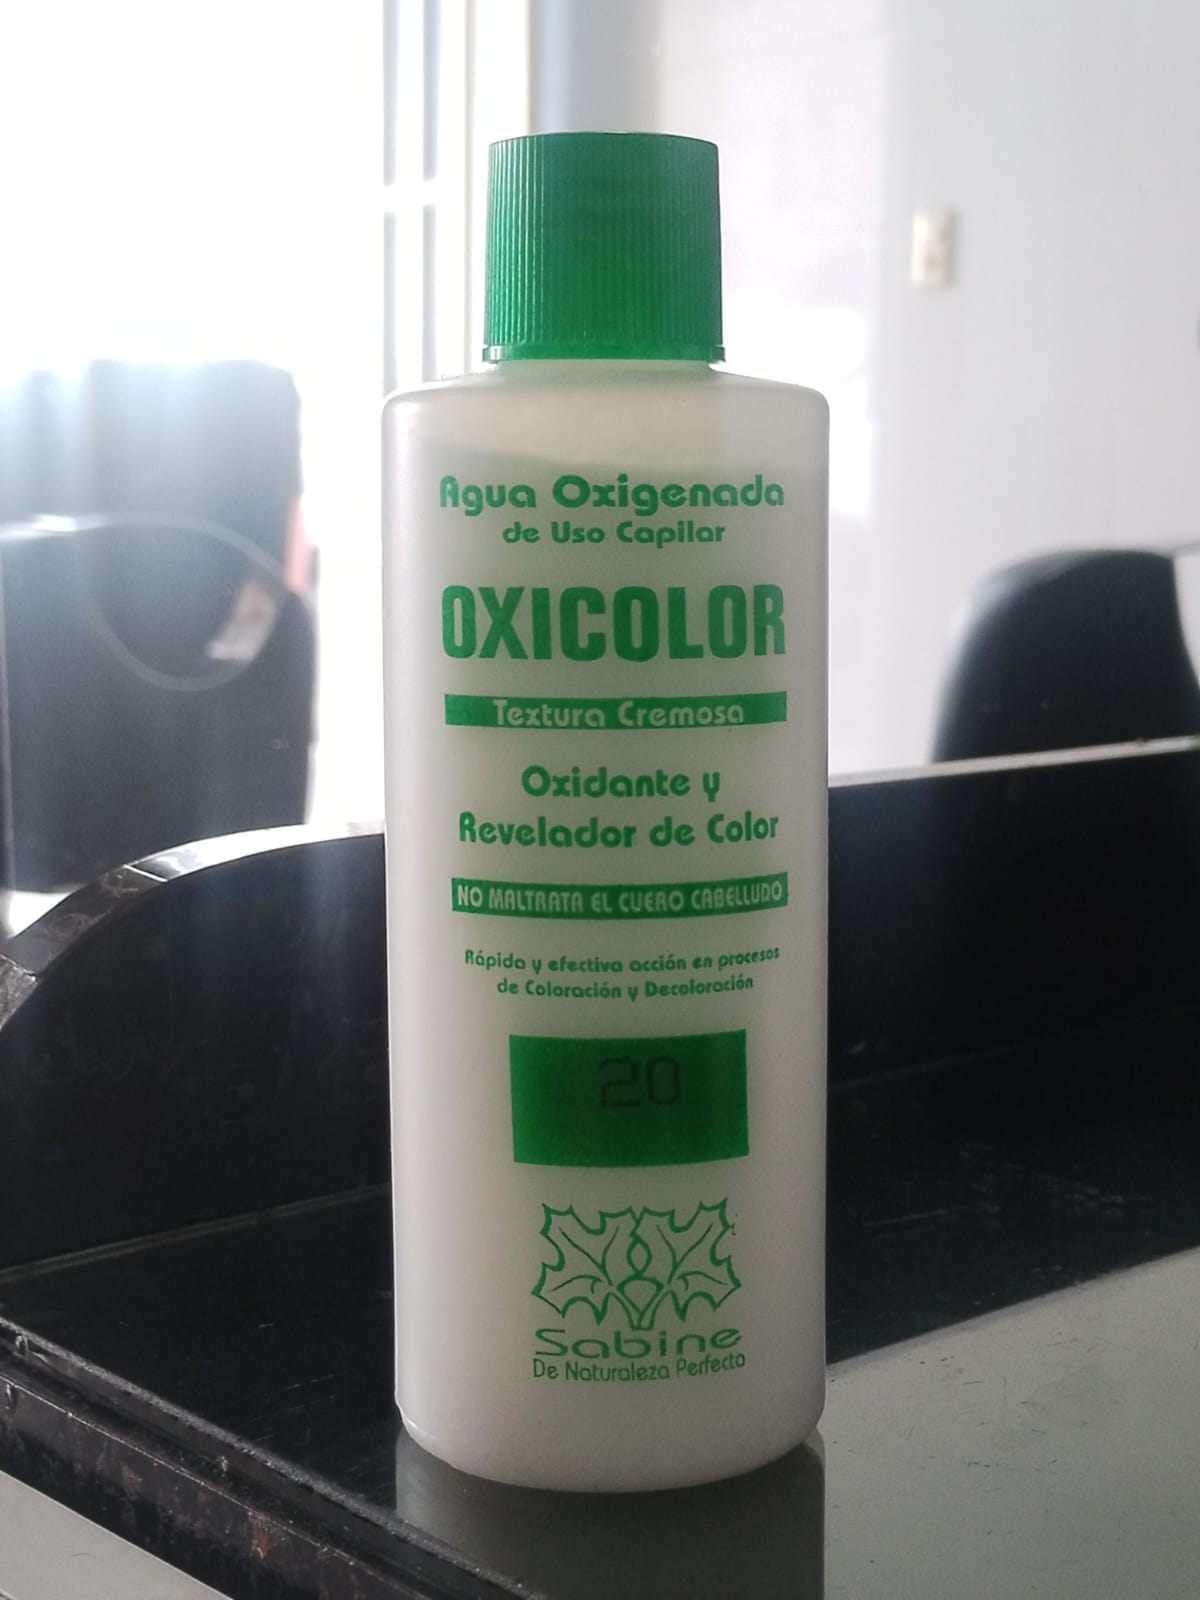 Agua Oxigenada
de Uso Capilar
OXICOLOR
Textura Cremosa
Oxidante y
Revelador de Color
NO MALTRATA EL CUERO CABELLUDO
Rápida y efectiva acción en procesos
de Coloración y Decoloración
20
Sabine
De Naturaleza Perfecta